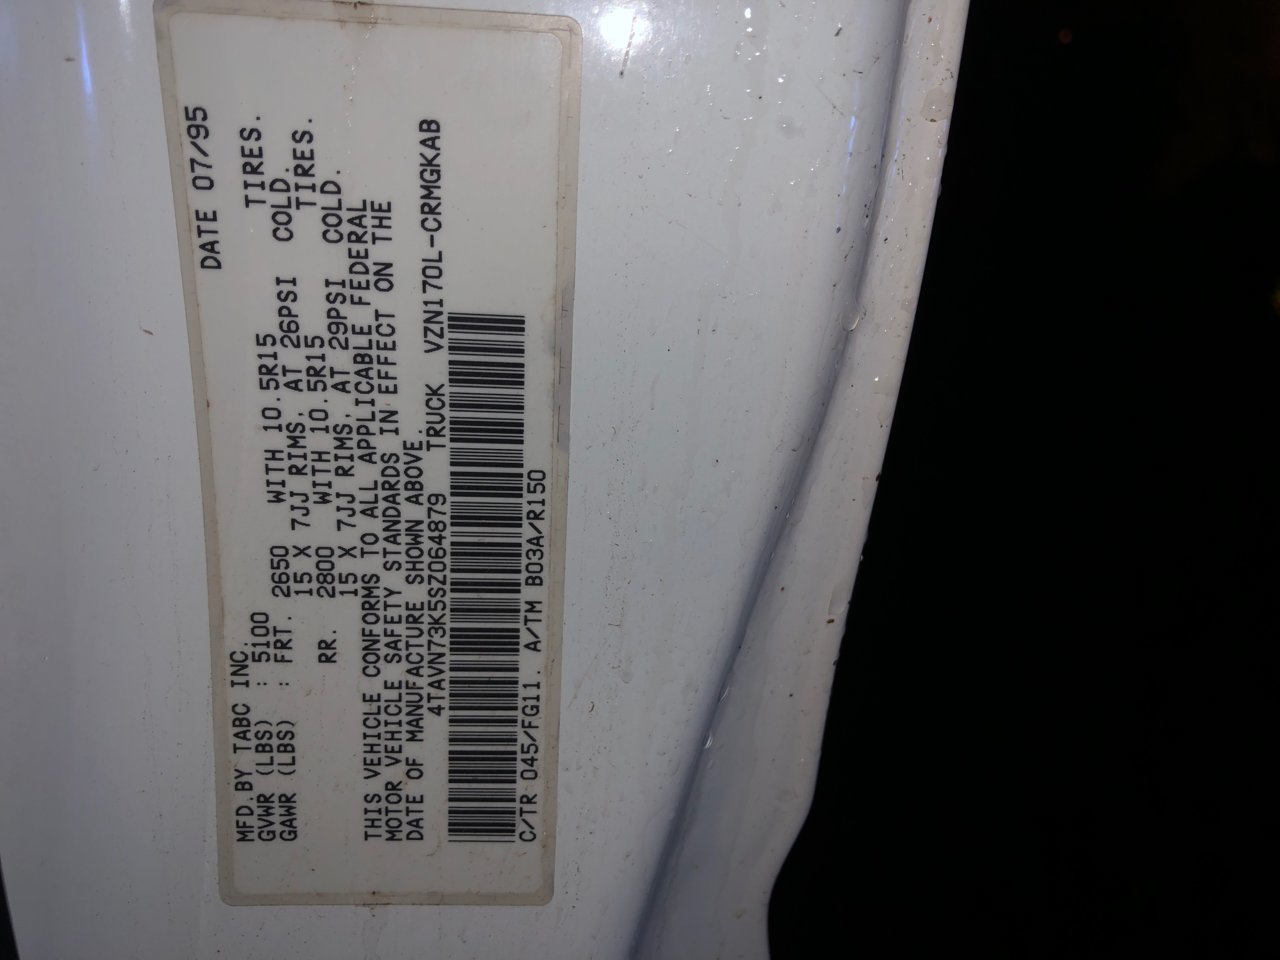 MFD.BY TABC INC. DATE 07/95
GVWR (LBS) : 5100
GAWR (LBS) : FRT. 2650 WITH 10.5R15 TIRES.
15 X 7JJ RIMS, AT 26PSI COLD.
RR. 2800 WITH 10.5R15 TIRES.
15 X 7JJ RIMS, AT 29PSI COLD.
THIS VEHICLE CONFORMS TO ALL APPLICABLE FEDERAL
MOTOR VEHICLE SAFETY STANDARDS IN EFFECT ON THE
DATE OF MANUFACTURE SHOWN ABOVE.
4TAVN73K5SZ064879 TRUCK VZN170L-CRMGKAB
C/TR 045/FG11. A/TM B03A/R150